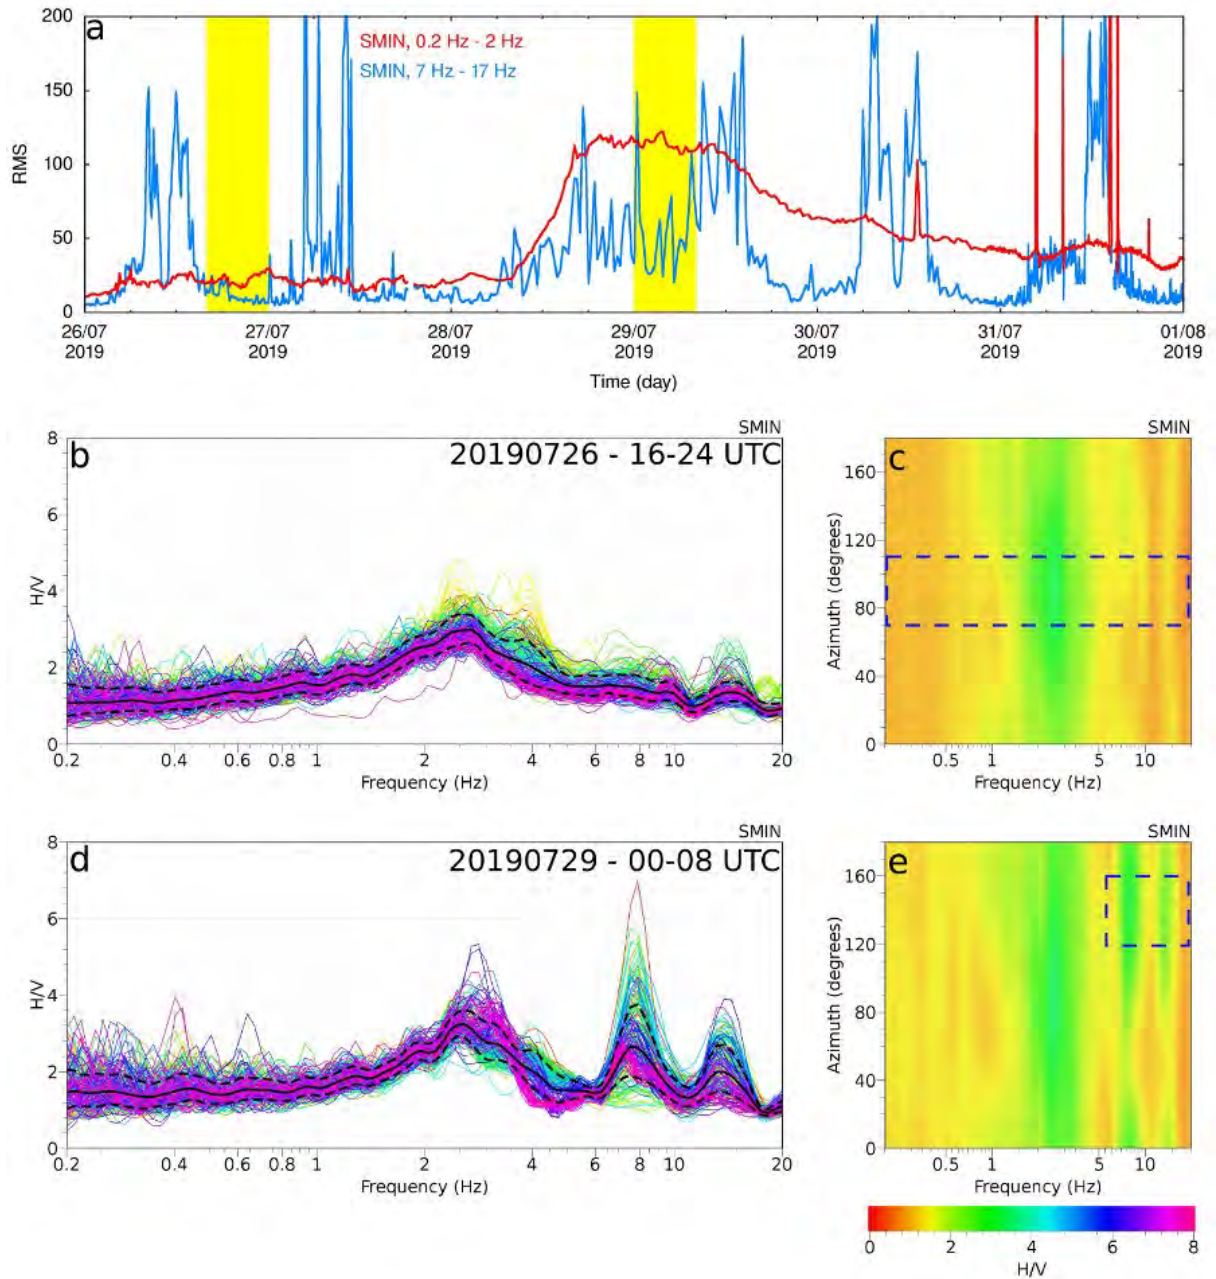 a
SMIN, 0.2 Hz - 2 Hz
SMIN, 7 Hz - 17 Hz
200
150
100
50
0
RMS
26/07 27/07 28/07 29/07 30/07 31/07 01/08
2019 2019 2019 2019 2019 2019 2019
Time (day)
SMIN
b
20190726 - 16-24 UTC
8
6
4
2
0
H/V
0.2 0.4 0.6 0.8 1 2 4 6 8 10 20
Frequency (Hz)
SMIN
c
160
120
80
40
0
Azimuth (degrees)
0.5 1 5 10
Frequency (Hz)
SMIN
d
20190729 - 00-08 UTC
8
6
4
2
0
H/V
0.2 0.4 0.6 0.8 1 2 4 6 8 10 20
Frequency (Hz)
SMIN
e
160
120
80
40
0
Azimuth (degrees)
0.5 1 5 10
Frequency (Hz)
0 2 4 6 8
H/V